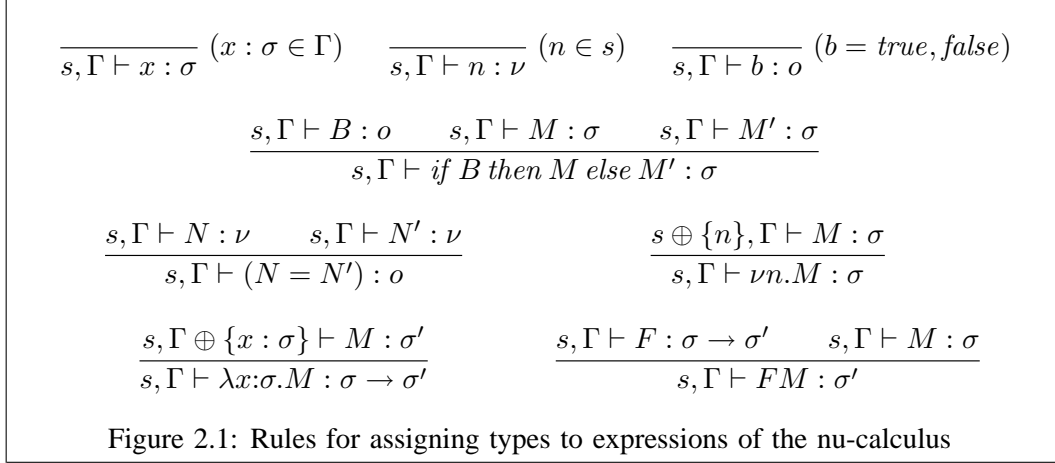 s, Γ ⊢ x : σ (x : σ ∈ Γ) s, Γ ⊢ n : ν (n ∈ s) s, Γ ⊢ b : o (b = true, false)
s, Γ ⊢ B : o s, Γ ⊢ M : σ s, Γ ⊢ M′ : σ
s, Γ ⊢ if B then M else M′ : σ
s, Γ ⊢ N : ν s, Γ ⊢ N′ : ν s ⊕ {n}, Γ ⊢ M : σ
s, Γ ⊢ (N = N′) : o s, Γ ⊢ νn.M : σ
s, Γ ⊕ {x : σ} ⊢ M : σ′ s, Γ ⊢ F : σ → σ′ s, Γ ⊢ M : σ
s, Γ ⊢ λx:σ.M : σ → σ′ s, Γ ⊢ FM : σ′
Figure 2.1: Rules for assigning types to expressions of the nu-calculus